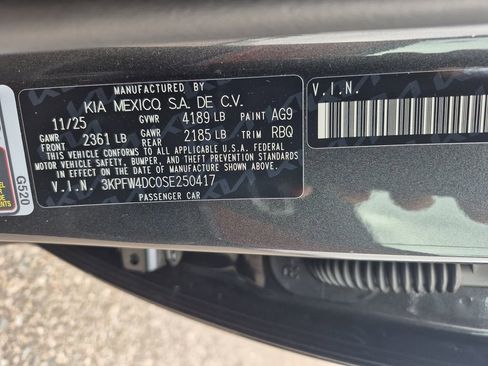 MANUFACTURED BY
KIA MEXICO, S.A. DE C.V.
11/25 GVWR 4189 LB PAINT AG9
GAWR FRONT 2361 LB GAWR REAR 2185 LB TRIM RBQ
THIS VEHICLE CONFORMS TO ALL APPLICABLE U.S. FEDERAL
MOTOR VEHICLE SAFETY, BUMPER, AND THEFT PREVENTION STANDARDS
IN EFFECT ON THE DATE OF MANUFACTURE SHOWN ABOVE.
V.I.N. 3KPFW4DC0SE250417
PASSENGER CAR
V.I.N.
G520